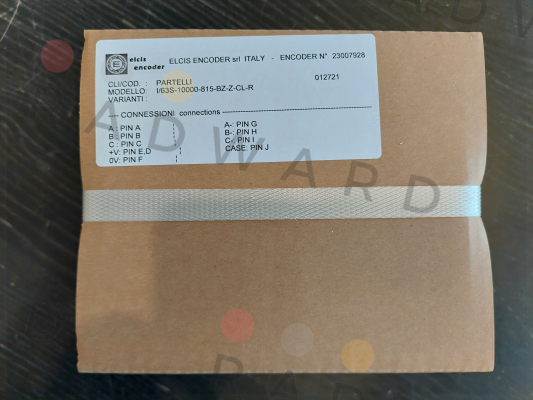 elcis
encoder
ELCIS ENCODER srl ITALY - ENCODER N° 23007928
CLI/COD. : PARTELLI
012721
MODELLO: I/63S-10000-815-BZ-Z-CL-R
VARIANTI :
---- CONNESSIONI connections ----
A : PIN A
A-: PIN G
B : PIN B
B-: PIN H
C : PIN C
C-: PIN I
+V: PIN E,D
CASE: PIN J
0V: PIN F
ADWARD
ADWARD